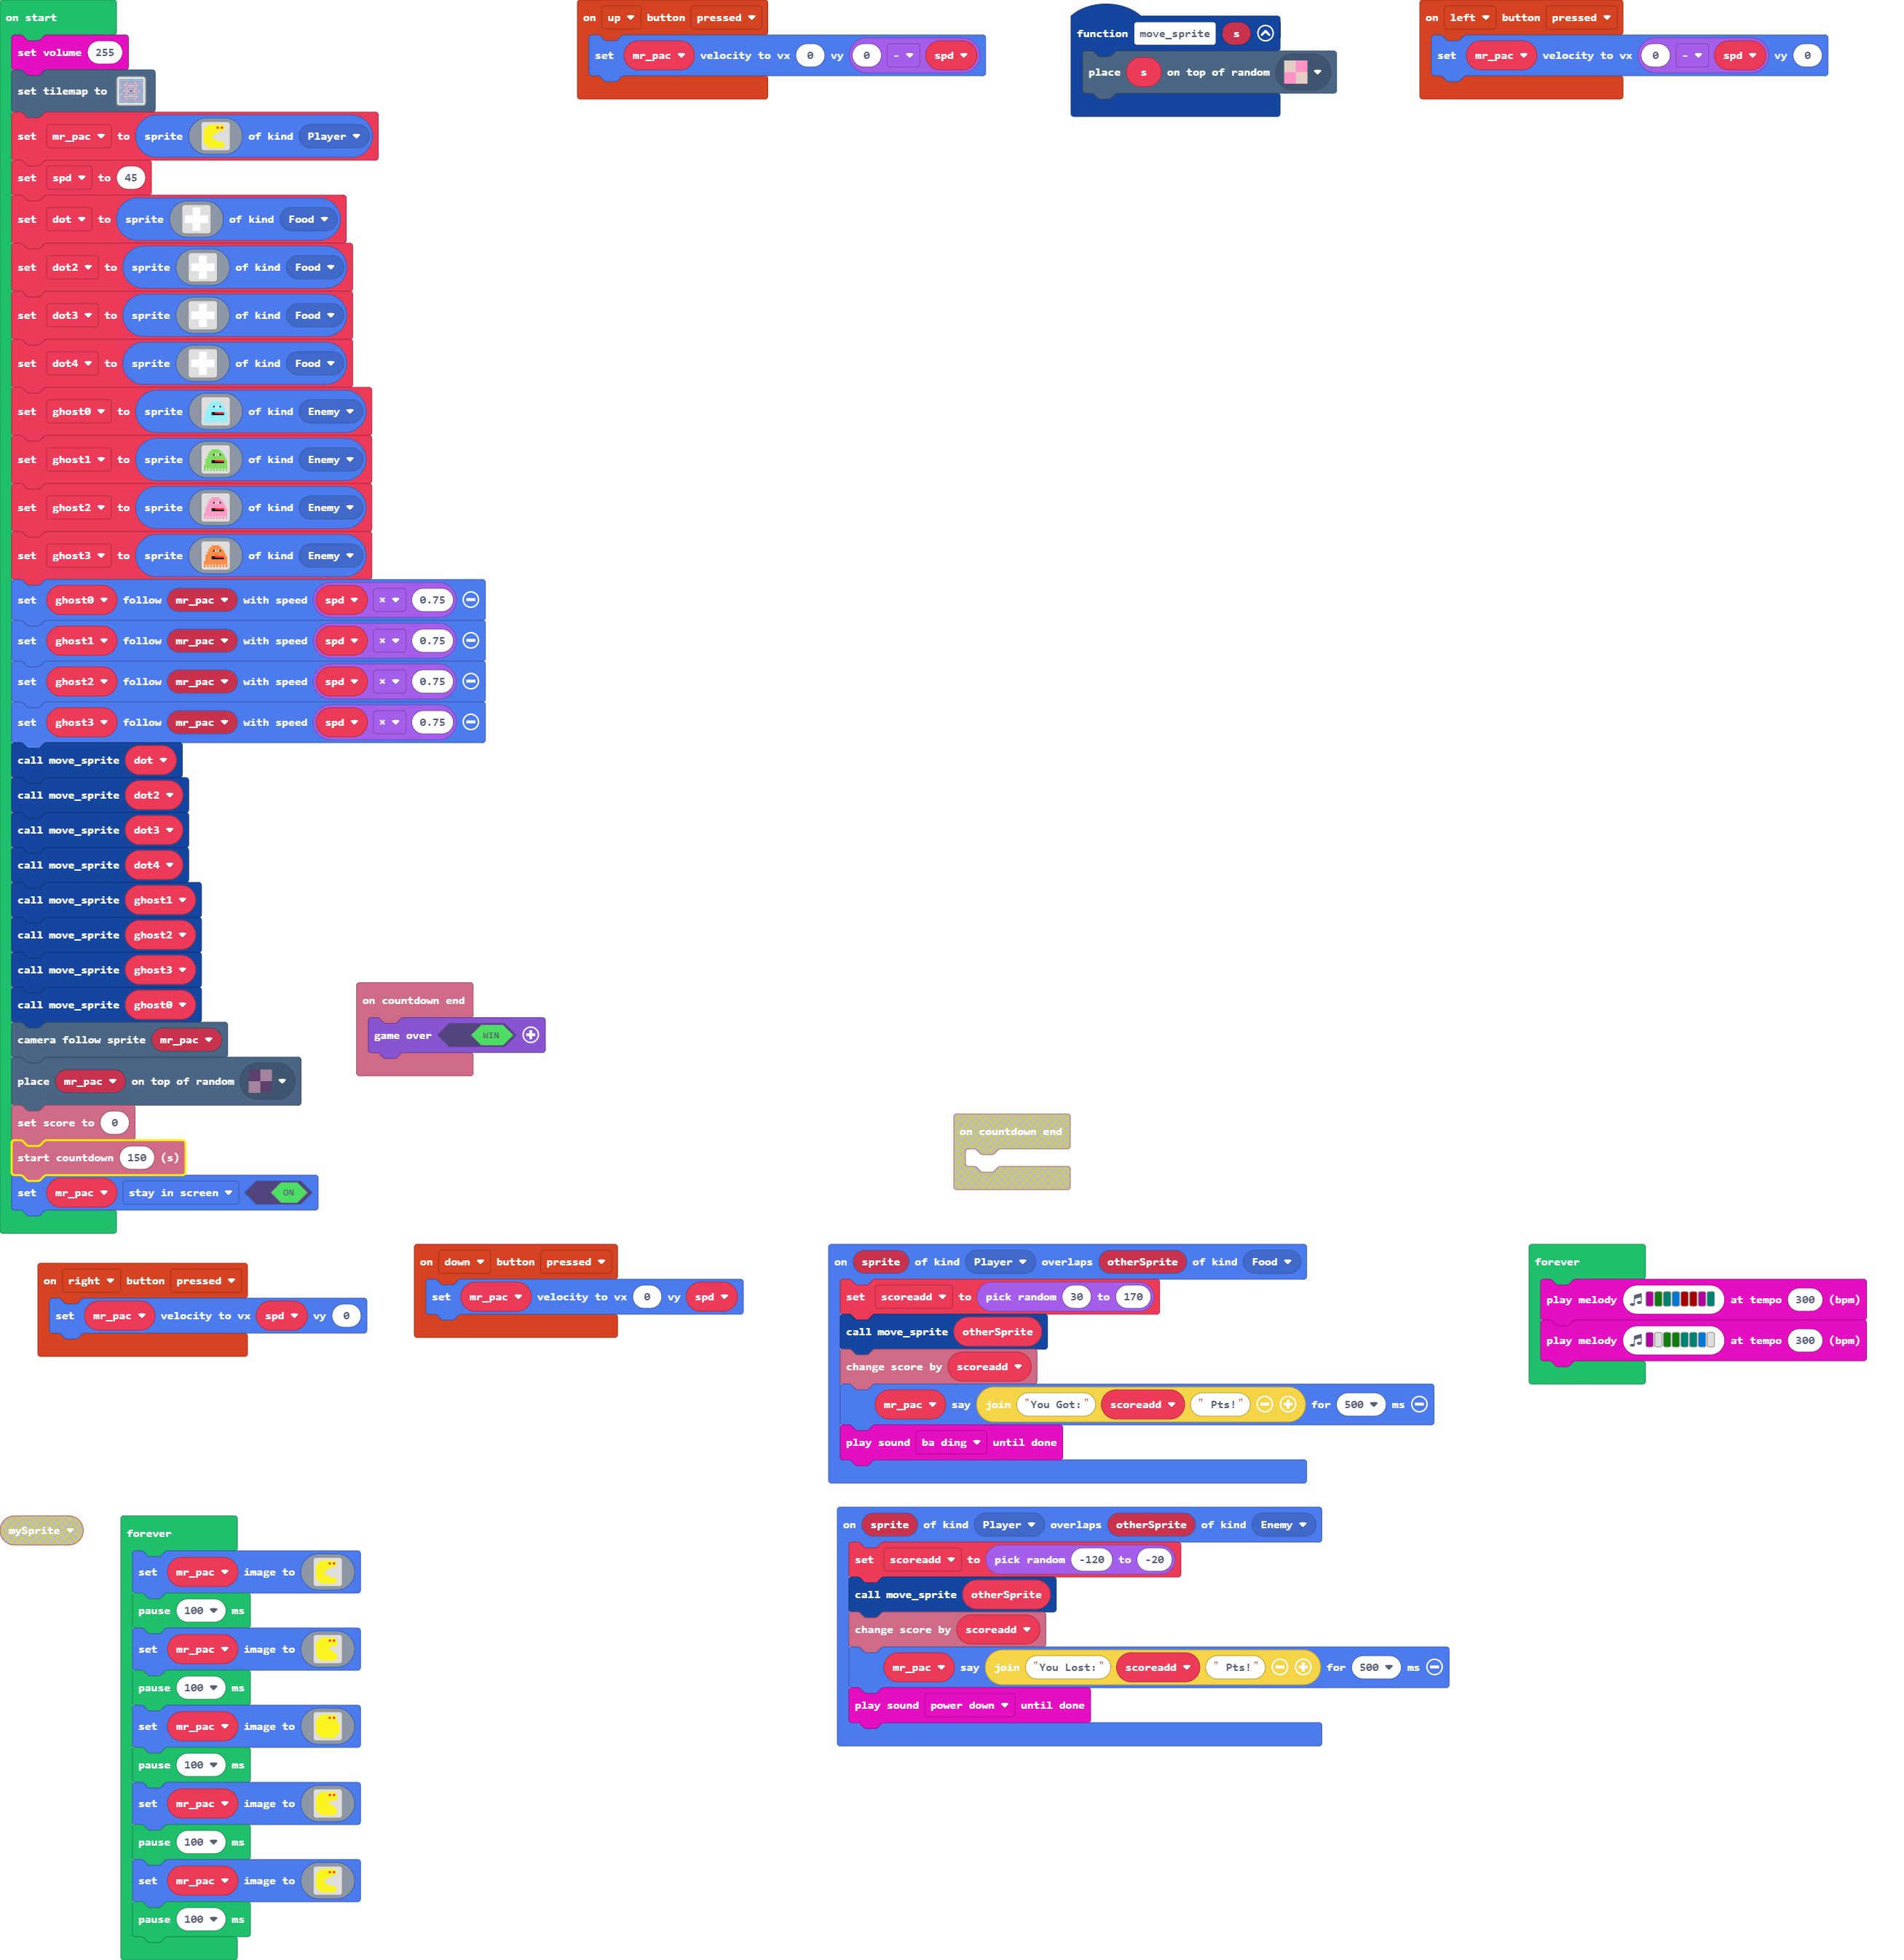 on start
set volume 255
set tilemap to
set mr_pac to sprite of kind Player
set spd to 45
set dot to sprite of kind Food
set dot2 to sprite of kind Food
set dot3 to sprite of kind Food
set dot4 to sprite of kind Food
set ghost0 to sprite of kind Enemy
set ghost1 to sprite of kind Enemy
set ghost2 to sprite of kind Enemy
set ghost3 to sprite of kind Enemy
set ghost0 follow mr_pac with speed spd × 0.75
set ghost1 follow mr_pac with speed spd × 0.75
set ghost2 follow mr_pac with speed spd × 0.75
set ghost3 follow mr_pac with speed spd × 0.75
call move_sprite dot
call move_sprite dot2
call move_sprite dot3
call move_sprite dot4
call move_sprite ghost1
call move_sprite ghost2
call move_sprite ghost3
call move_sprite ghost0
camera follow sprite mr_pac
place mr_pac on top of random
set score to 0
start countdown 150 (s)
set mr_pac stay in screen ON
on up button pressed
set mr_pac velocity to vx 0 vy 0 - spd
function move_sprite s
place s on top of random
on left button pressed
set mr_pac velocity to vx 0 - spd vy 0
on countdown end
game over WIN
on countdown end
on right button pressed
set mr_pac velocity to vx spd vy 0
on down button pressed
set mr_pac velocity to vx 0 vy spd
on sprite of kind Player overlaps otherSprite of kind Food
set scoreadd to pick random 30 to 170
call move_sprite otherSprite
change score by scoreadd
mr_pac say join "You Got:" scoreadd " Pts!" for 500 ms
play sound ba ding until done
forever
play melody at tempo 300 (bpm)
play melody at tempo 300 (bpm)
mySprite
forever
set mr_pac image to
pause 100 ms
set mr_pac image to
pause 100 ms
set mr_pac image to
pause 100 ms
set mr_pac image to
pause 100 ms
set mr_pac image to
pause 100 ms
on sprite of kind Player overlaps otherSprite of kind Enemy
set scoreadd to pick random -120 to -20
call move_sprite otherSprite
change score by scoreadd
mr_pac say join "You Lost:" scoreadd " Pts!" for 500 ms
play sound power down until done